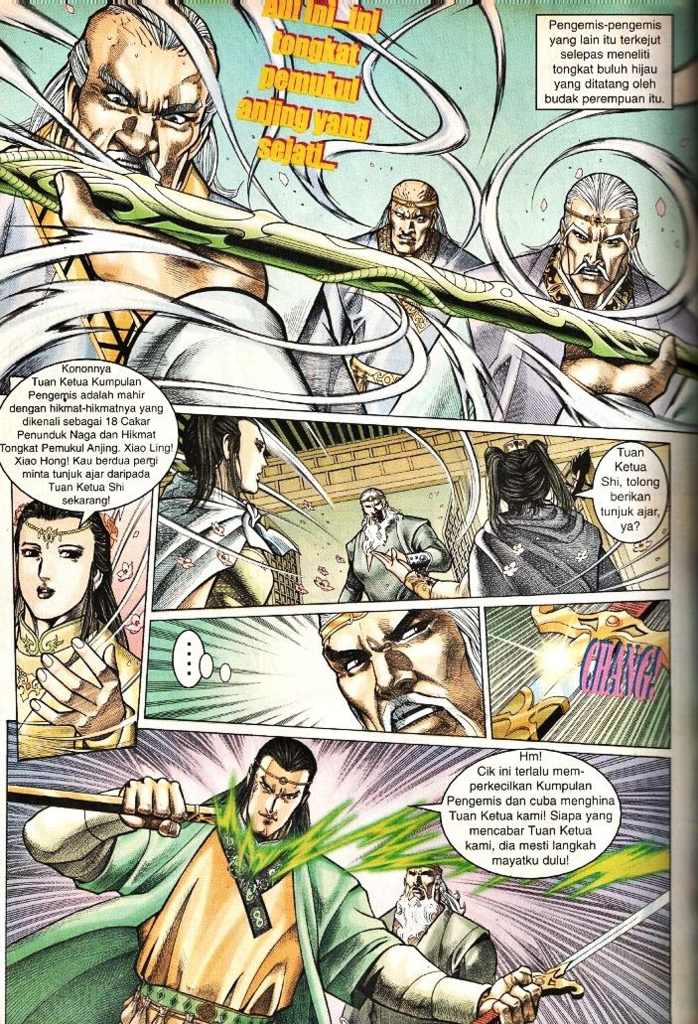 Ah! Ini...ini
tongkat
pemukul
anjing yang
sejati...
Pengemis-pengemis
yang lain itu terkejut
selepas meneliti
tongkat buluh hijau
yang ditatang oleh
budak perempuan itu.
Kononnya
Tuan Ketua Kumpulan
Pengemis adalah mahir
dengan hikmat-hikmatnya yang
dikenali sebagai 18 Cakar
Penunduk Naga dan Hikmat
Tongkat Pemukul Anjing. Xiao Ling!
Xiao Hong! Kau berdua pergi
minta tunjuk ajar daripada
Tuan Ketua Shi
sekarang!
Tuan
Ketua
Shi, tolong
berikan
tunjuk ajar,
ya?
...
CHANG!
Hm!
Cik ini terlalu mem-
perkecilkan Kumpulan
Pengemis dan cuba menghina
Tuan Ketua kami! Siapa yang
mencabar Tuan Ketua
kami, dia mesti langkah
mayatku dulu!